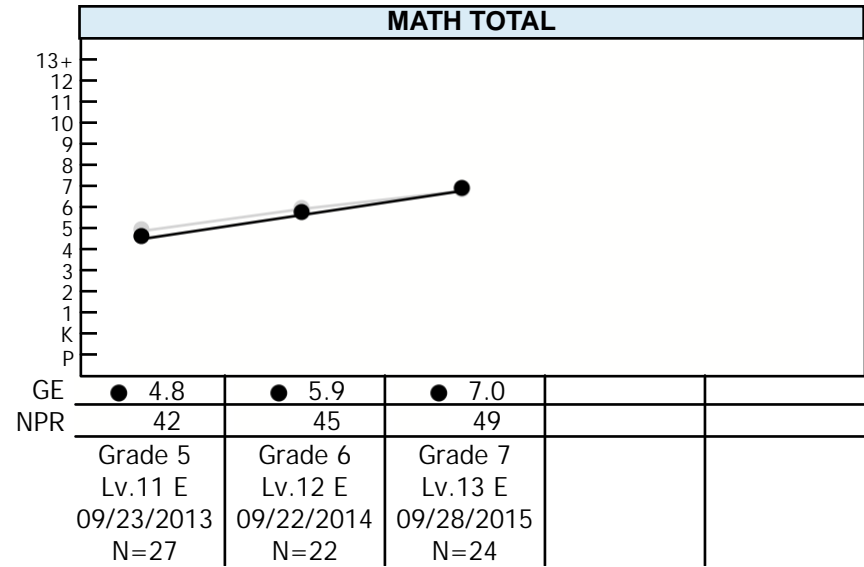 MATH TOTAL
13+
12
11
10
9
8
7
6
5
4
3
2
1
K
P
GE 4.8 5.9 7.0
NPR 42 45 49
Grade 5 Grade 6 Grade 7
Lv.11 E Lv.12 E Lv.13 E
09/23/2013 09/22/2014 09/28/2015
N=27 N=22 N=24